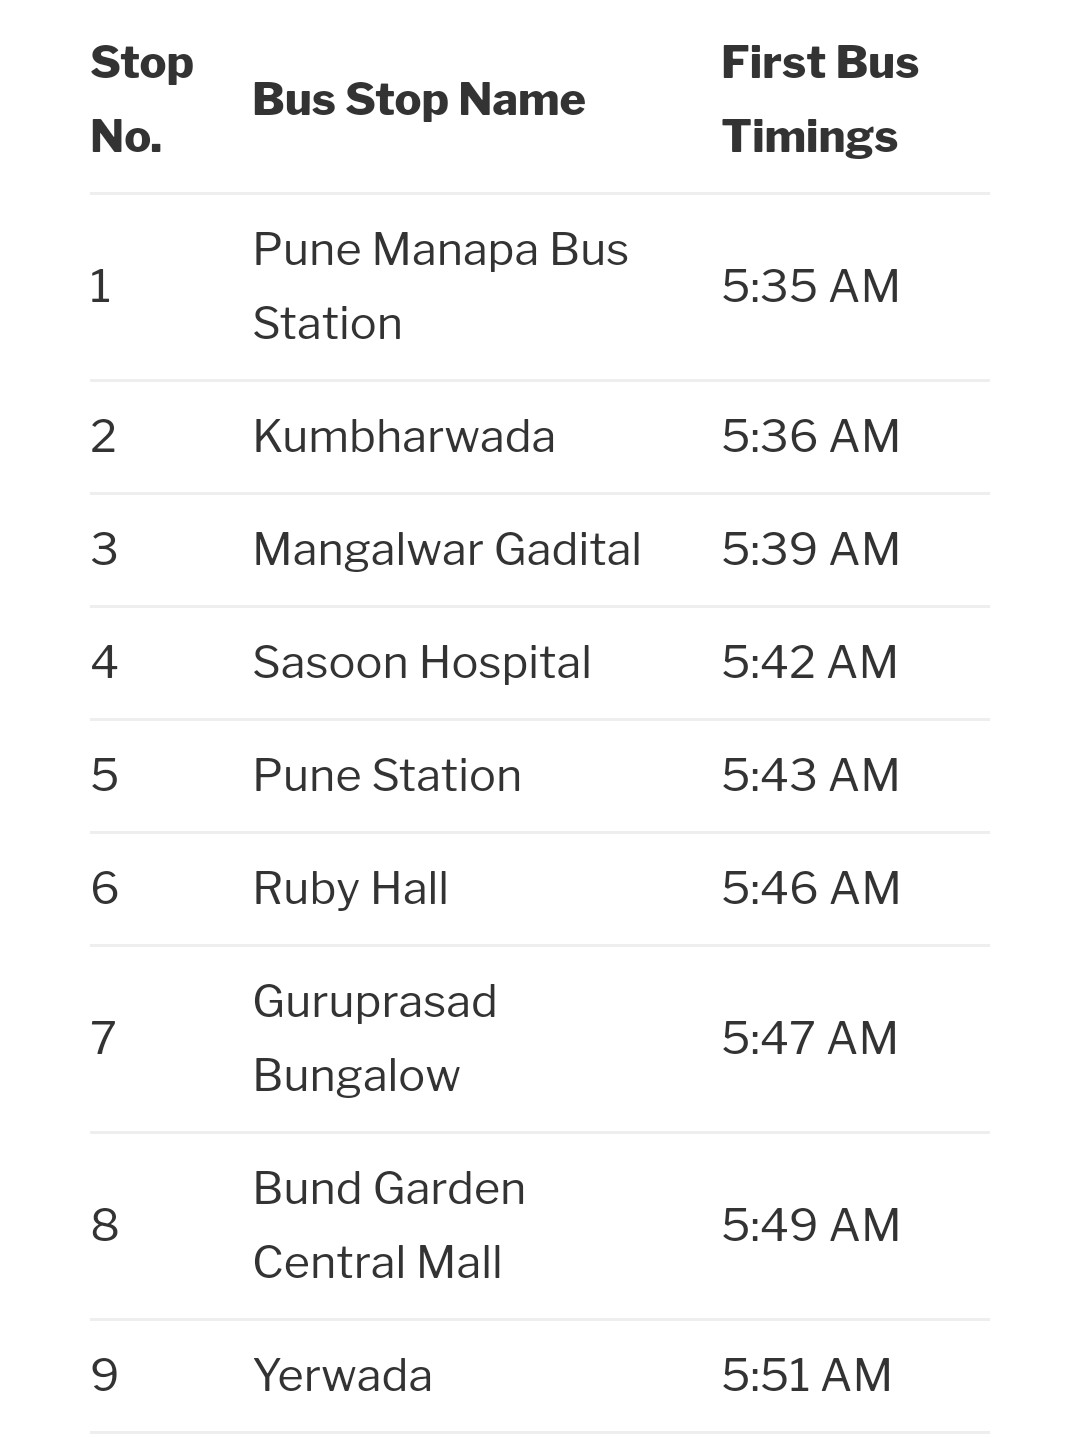 Stop No. Bus Stop Name First Bus Timings
1 Pune Manapa Bus Station 5:35 AM
2 Kumbharwada 5:36 AM
3 Mangalwar Gadital 5:39 AM
4 Sasoon Hospital 5:42 AM
5 Pune Station 5:43 AM
6 Ruby Hall 5:46 AM
7 Guruprasad Bungalow 5:47 AM
8 Bund Garden Central Mall 5:49 AM
9 Yerwada 5:51 AM